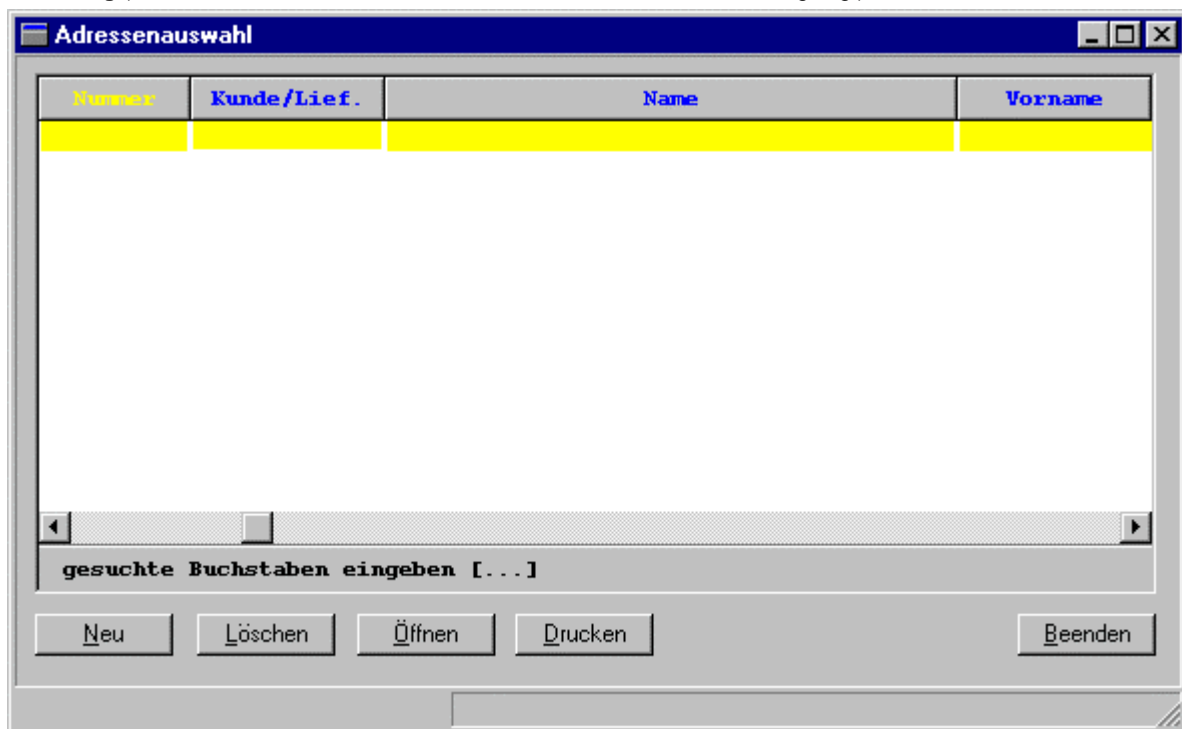 Adressenauswahl
Nummer Kunde/Lief. Name Vorname
gesuchte Buchstaben eingeben [...]
Neu Löschen Öffnen Drucken Beenden